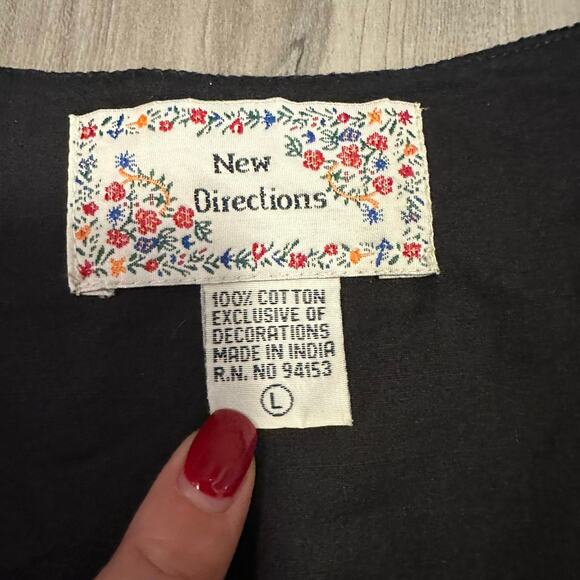 New
Directions
100% COTTON
EXCLUSIVE OF
DECORATIONS
MADE IN INDIA
R.N. NO 94153
L